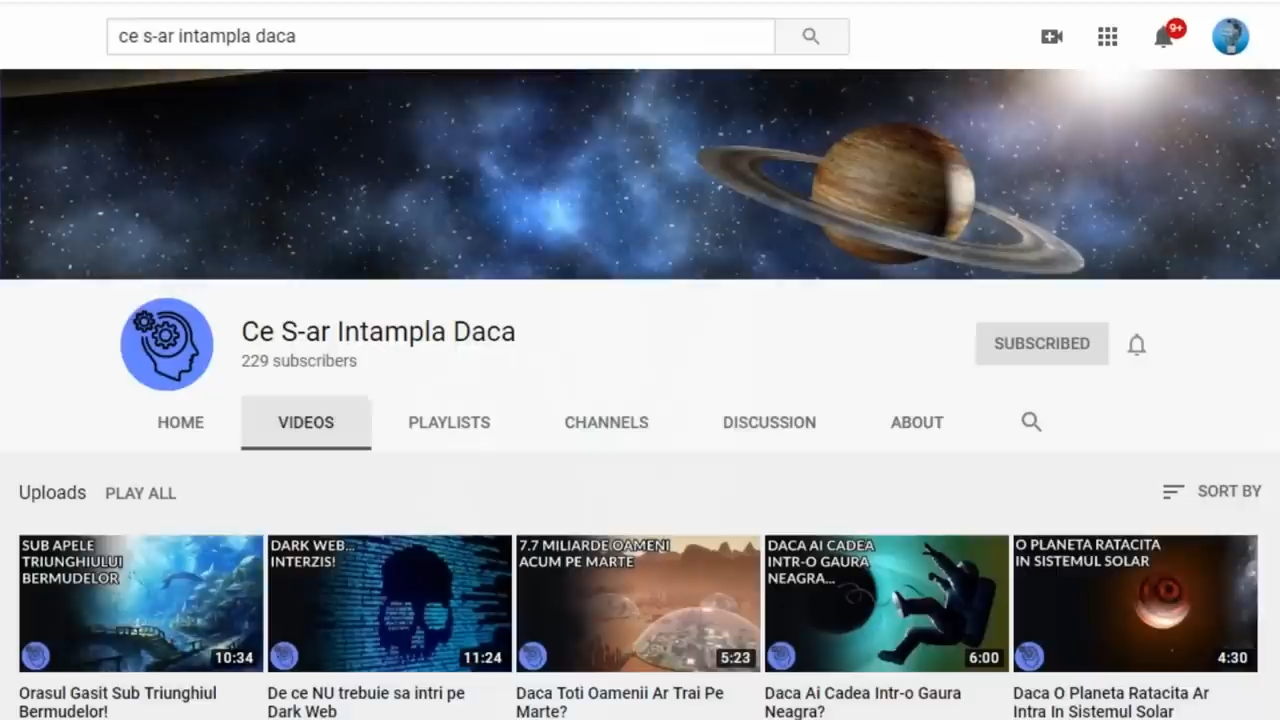 ce s-ar intampla daca
9+
Ce S-ar Intampla Daca
229 subscribers
SUBSCRIBED
HOME VIDEOS PLAYLISTS CHANNELS DISCUSSION ABOUT
Uploads PLAY ALL SORT BY
SUB APELE
TRIUNGHIULUI
BERMUDELOR
10:34
Orasul Gasit Sub Triunghiul
Bermudelor!
DARK WEB...
INTERZIS!
11:24
De ce NU trebuie sa intri pe
Dark Web
7.7 MILIARDE OAMENI
ACUM PE MARTE
5:23
Daca Toti Oamenii Ar Trai Pe
Marte?
DACA AI CADEA
INTR-O GAURA
NEAGRA...
6:00
Daca Ai Cadea Intr-o Gaura
Neagra?
O PLANETA RATACITA
IN SISTEMUL SOLAR
4:30
Daca O Planeta Ratacita Ar
Intra In Sistemul Solar